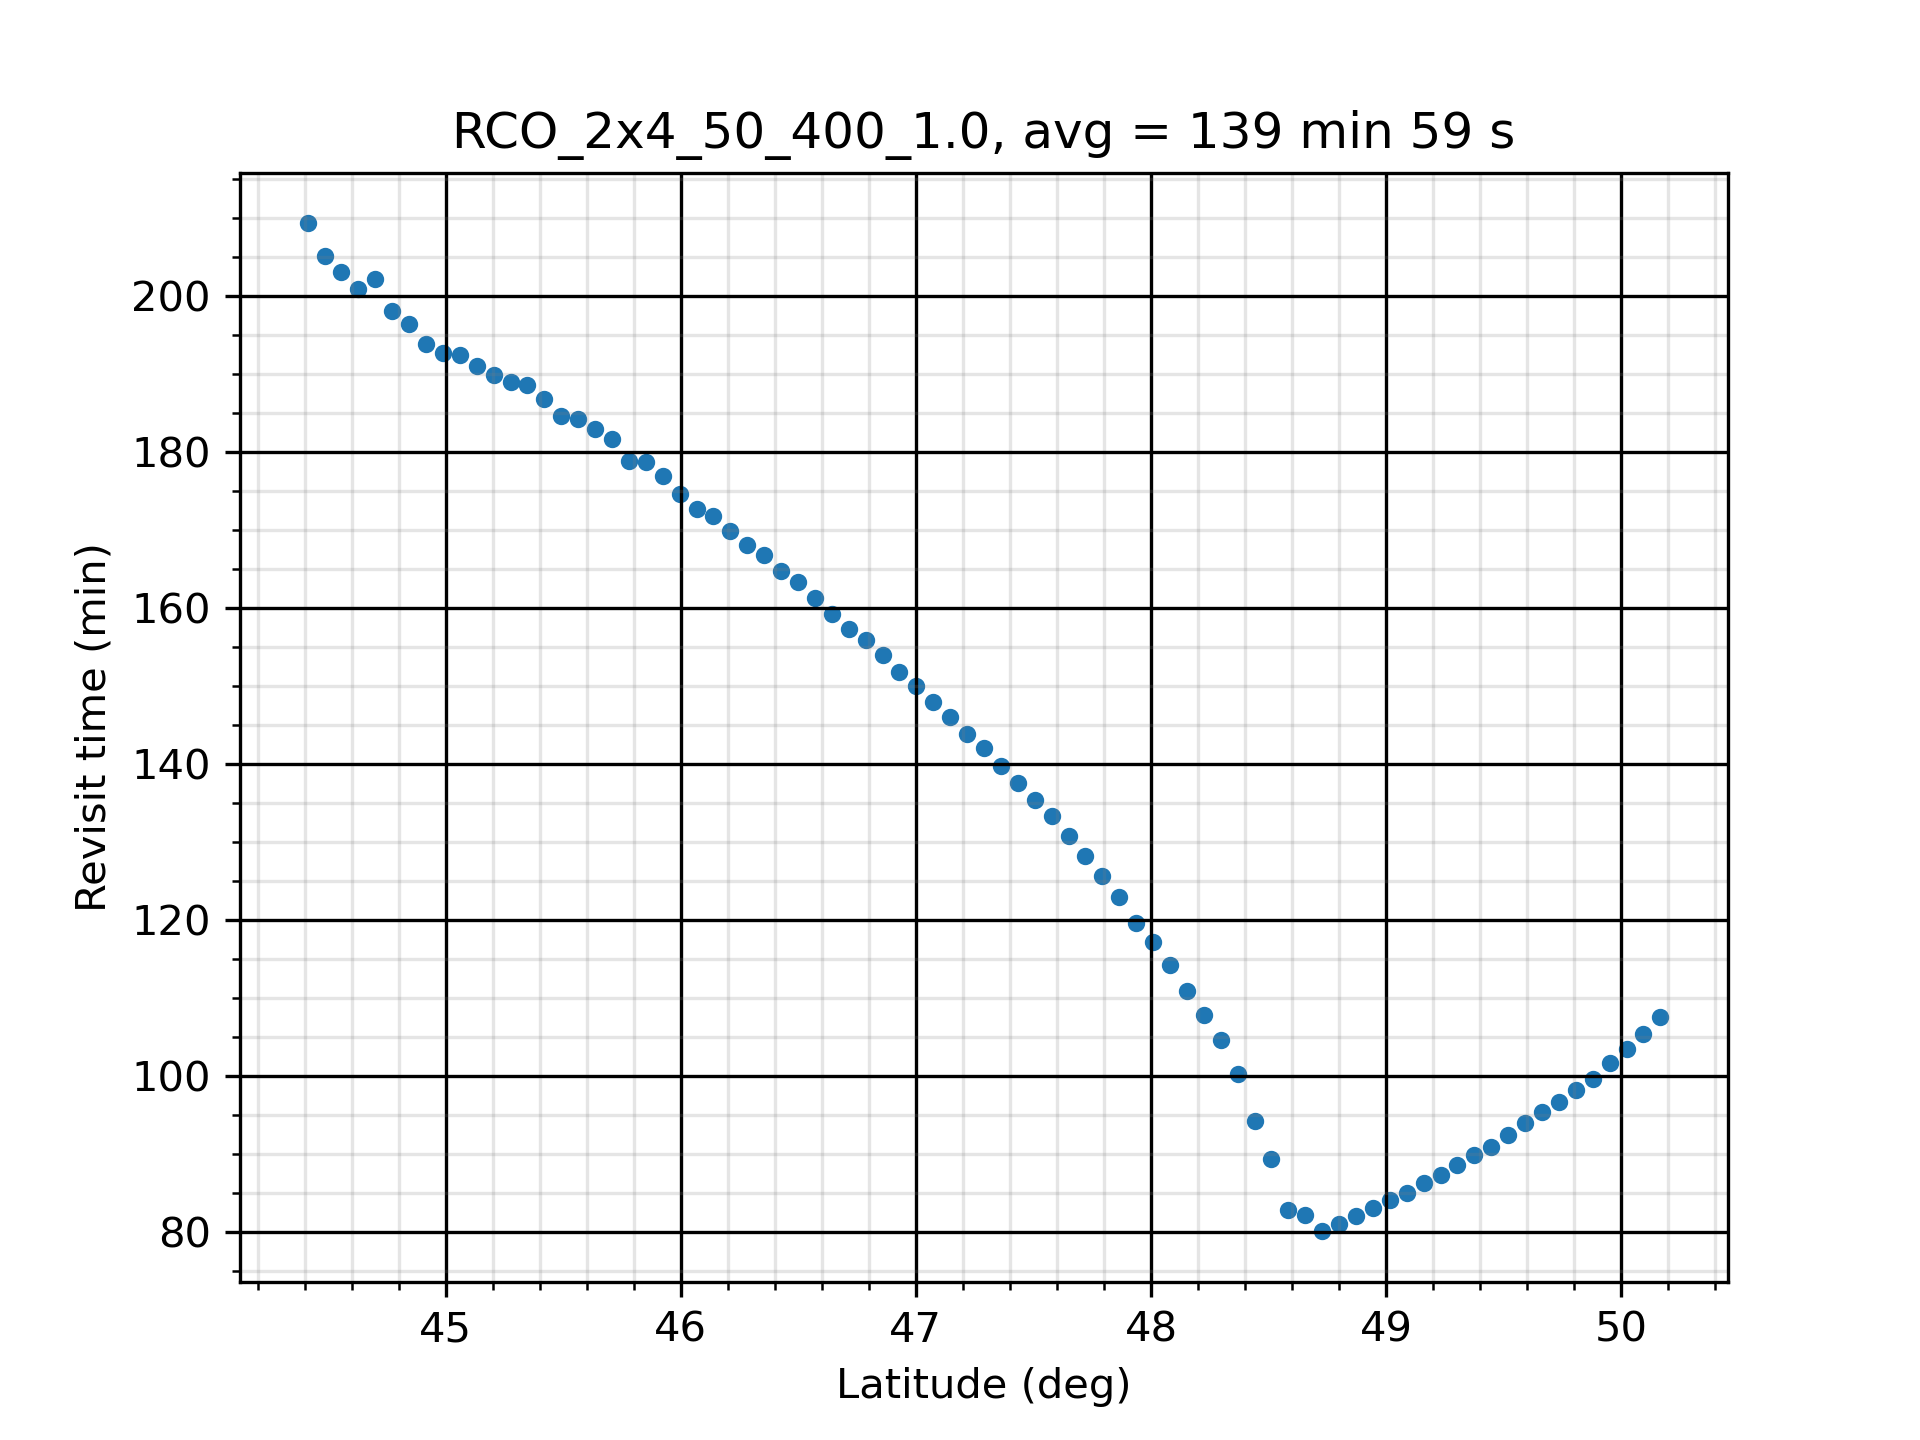 RCO_2x4_50_400_1.0, avg = 139 min 59 s
Revisit time (min)
200
180
160
140
120
100
80
45 46 47 48 49 50
Latitude (deg)